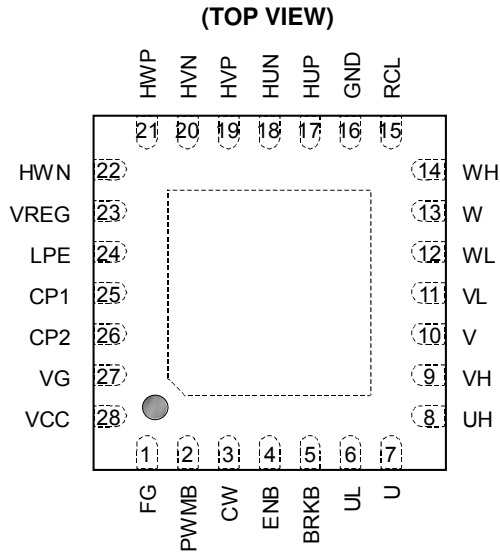 (TOP VIEW)
HWP HVN HVP HUN HUP GND RCL
21 20 19 18 17 16 15
HWN 22 14 WH
VREG 23 13 W
LPE 24 12 WL
CP1 25 11 VL
CP2 26 10 V
VG 27 9 VH
VCC 28 8 UH
1 2 3 4 5 6 7
FG PWMB CW ENB BRKB UL U